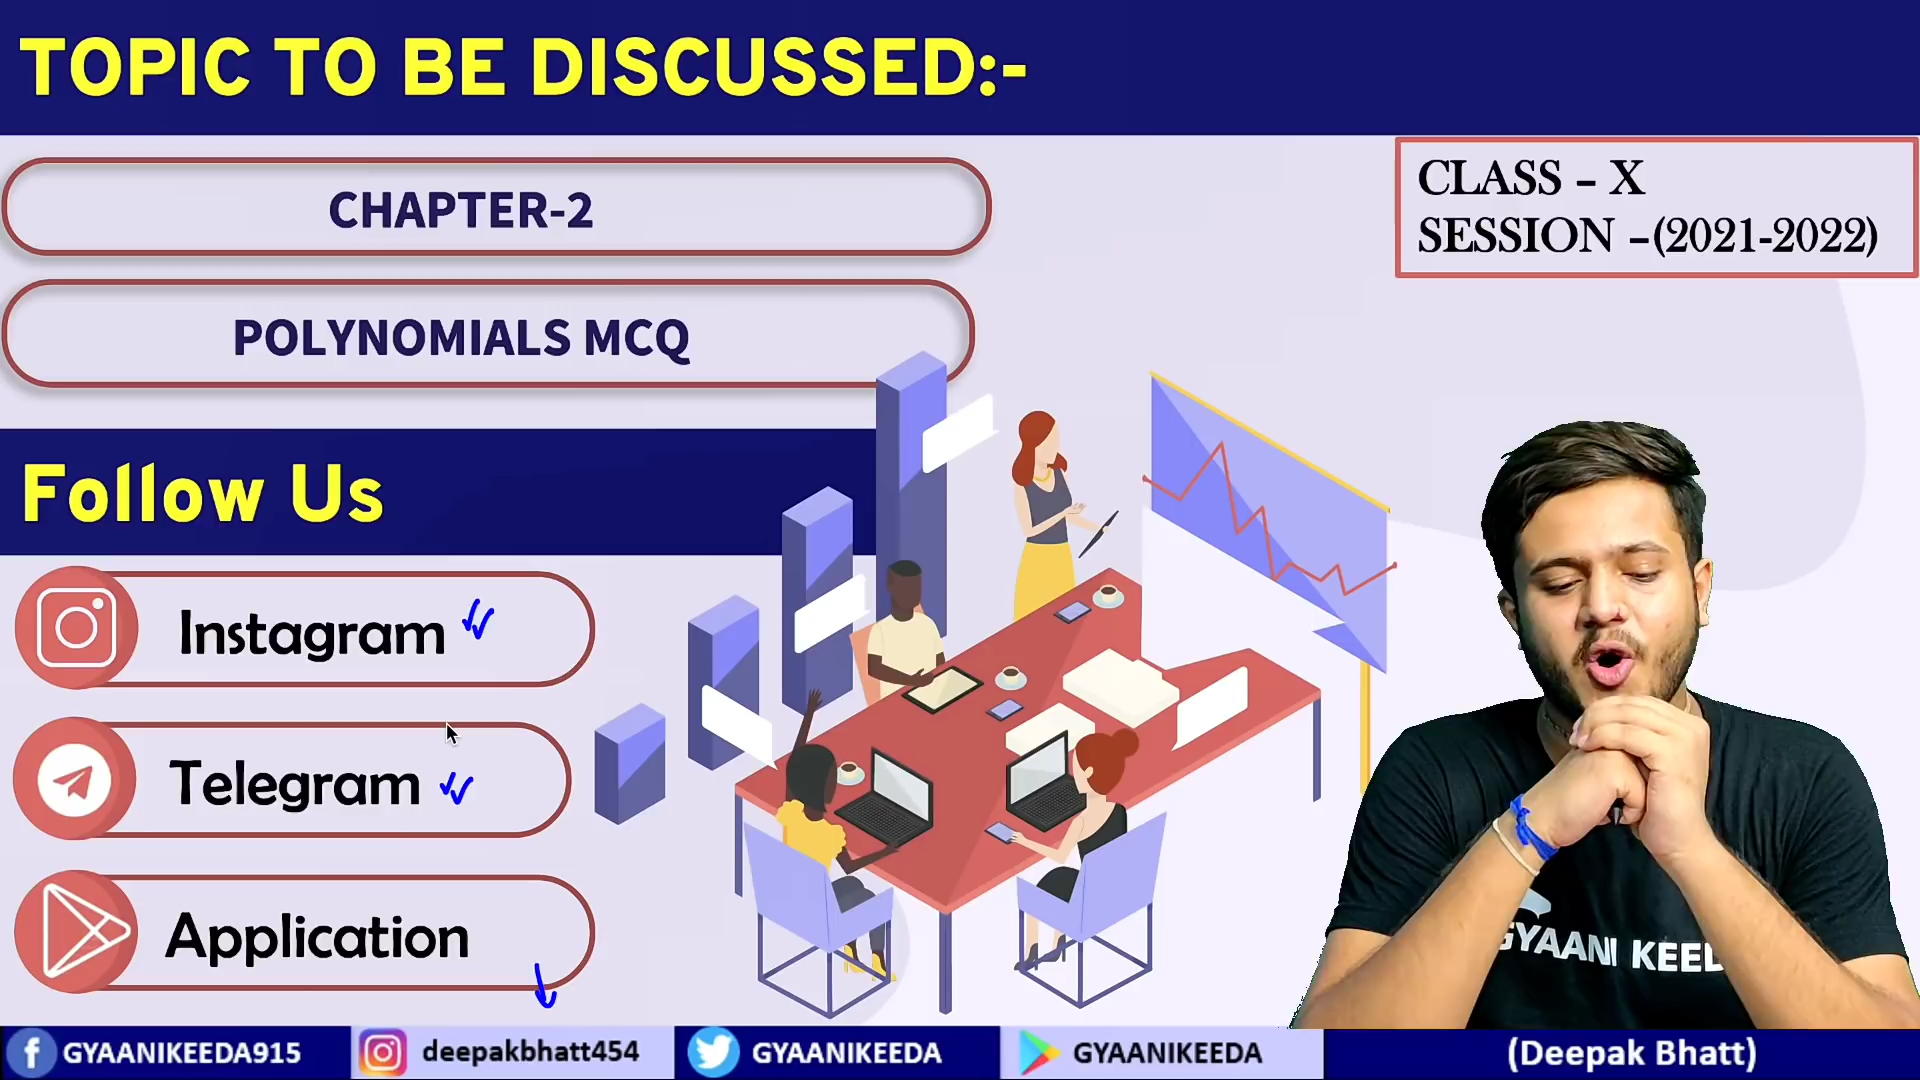 TOPIC TO BE DISCUSSED:-
CHAPTER-2
CLASS – X
SESSION –(2021-2022)
POLYNOMIALS MCQ
Follow Us
Instagram
Telegram
Application
GYAANI KEED
GYAANIKEEDA915
deepakbhatt454
GYAANIKEEDA
GYAANIKEEDA
(Deepak Bhatt)